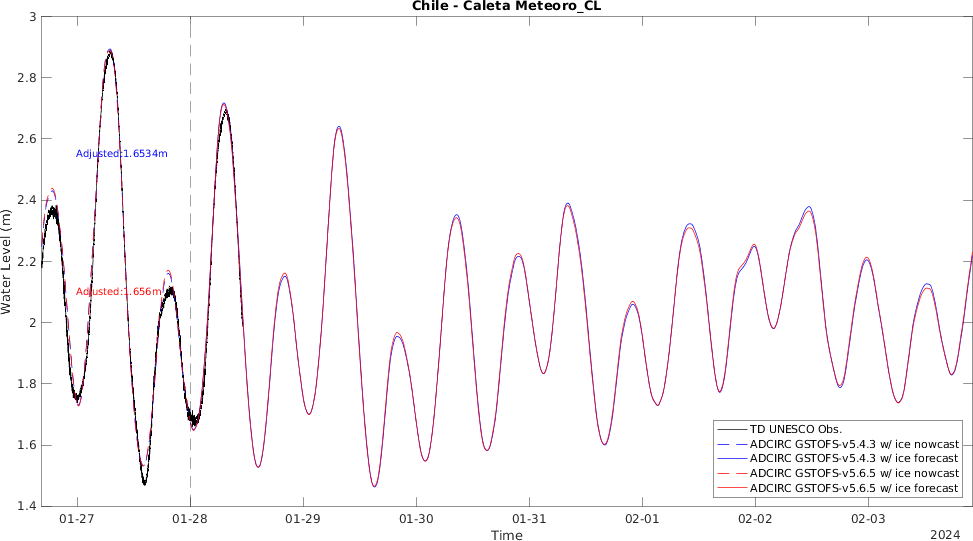 Chile - Caleta Meteoro_CL
Water Level (m)
3
2.8
2.6
2.4
2.2
2
1.8
1.6
1.4
Adjusted:1.6534m
Adjusted:1.656m
TD UNESCO Obs.
ADCIRC GSTOFS-v5.4.3 w/ ice nowcast
ADCIRC GSTOFS-v5.4.3 w/ ice forecast
ADCIRC GSTOFS-v5.6.5 w/ ice nowcast
ADCIRC GSTOFS-v5.6.5 w/ ice forecast
01-27 01-28 01-29 01-30 01-31 02-01 02-02 02-03
Time
2024